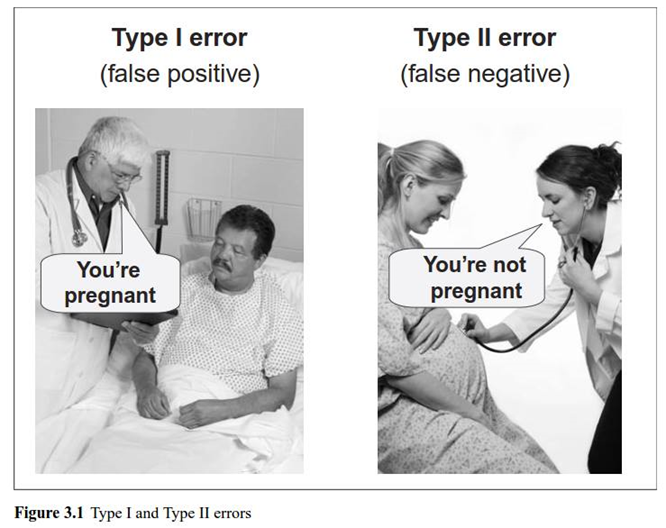 Type I error
(false positive)
You're
pregnant
Type II error
(false negative)
You're not
pregnant
Figure 3.1 Type I and Type II errors